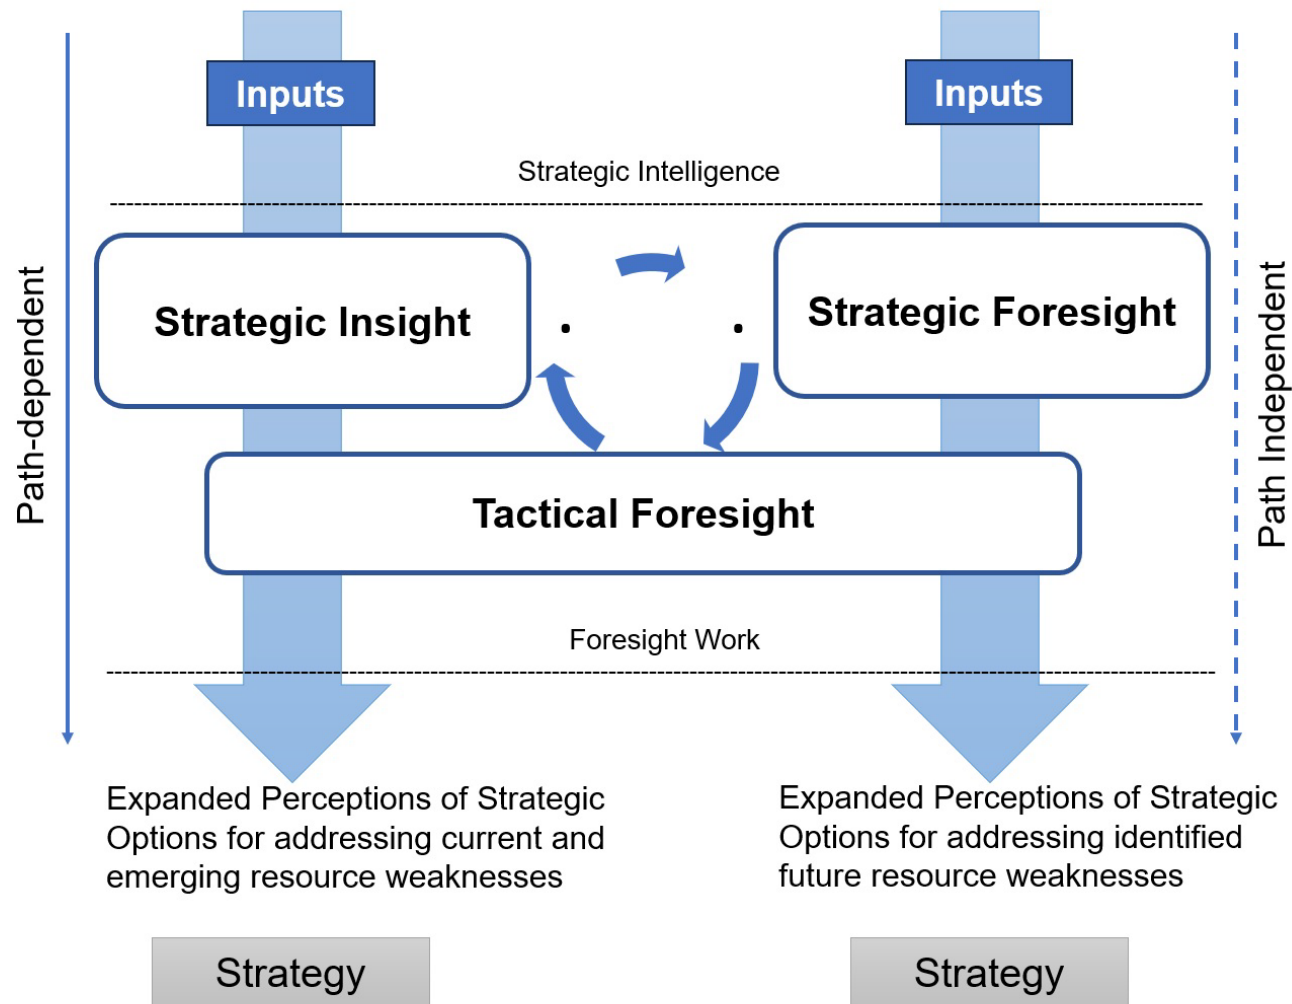 Inputs
Inputs
Strategic Intelligence
Path-dependent
Strategic Insight
.
.
Strategic Foresight
Path Independent
Tactical Foresight
Foresight Work
Expanded Perceptions of Strategic
Options for addressing current and
emerging resource weaknesses
Expanded Perceptions of Strategic
Options for addressing identified
future resource weaknesses
Strategy
Strategy